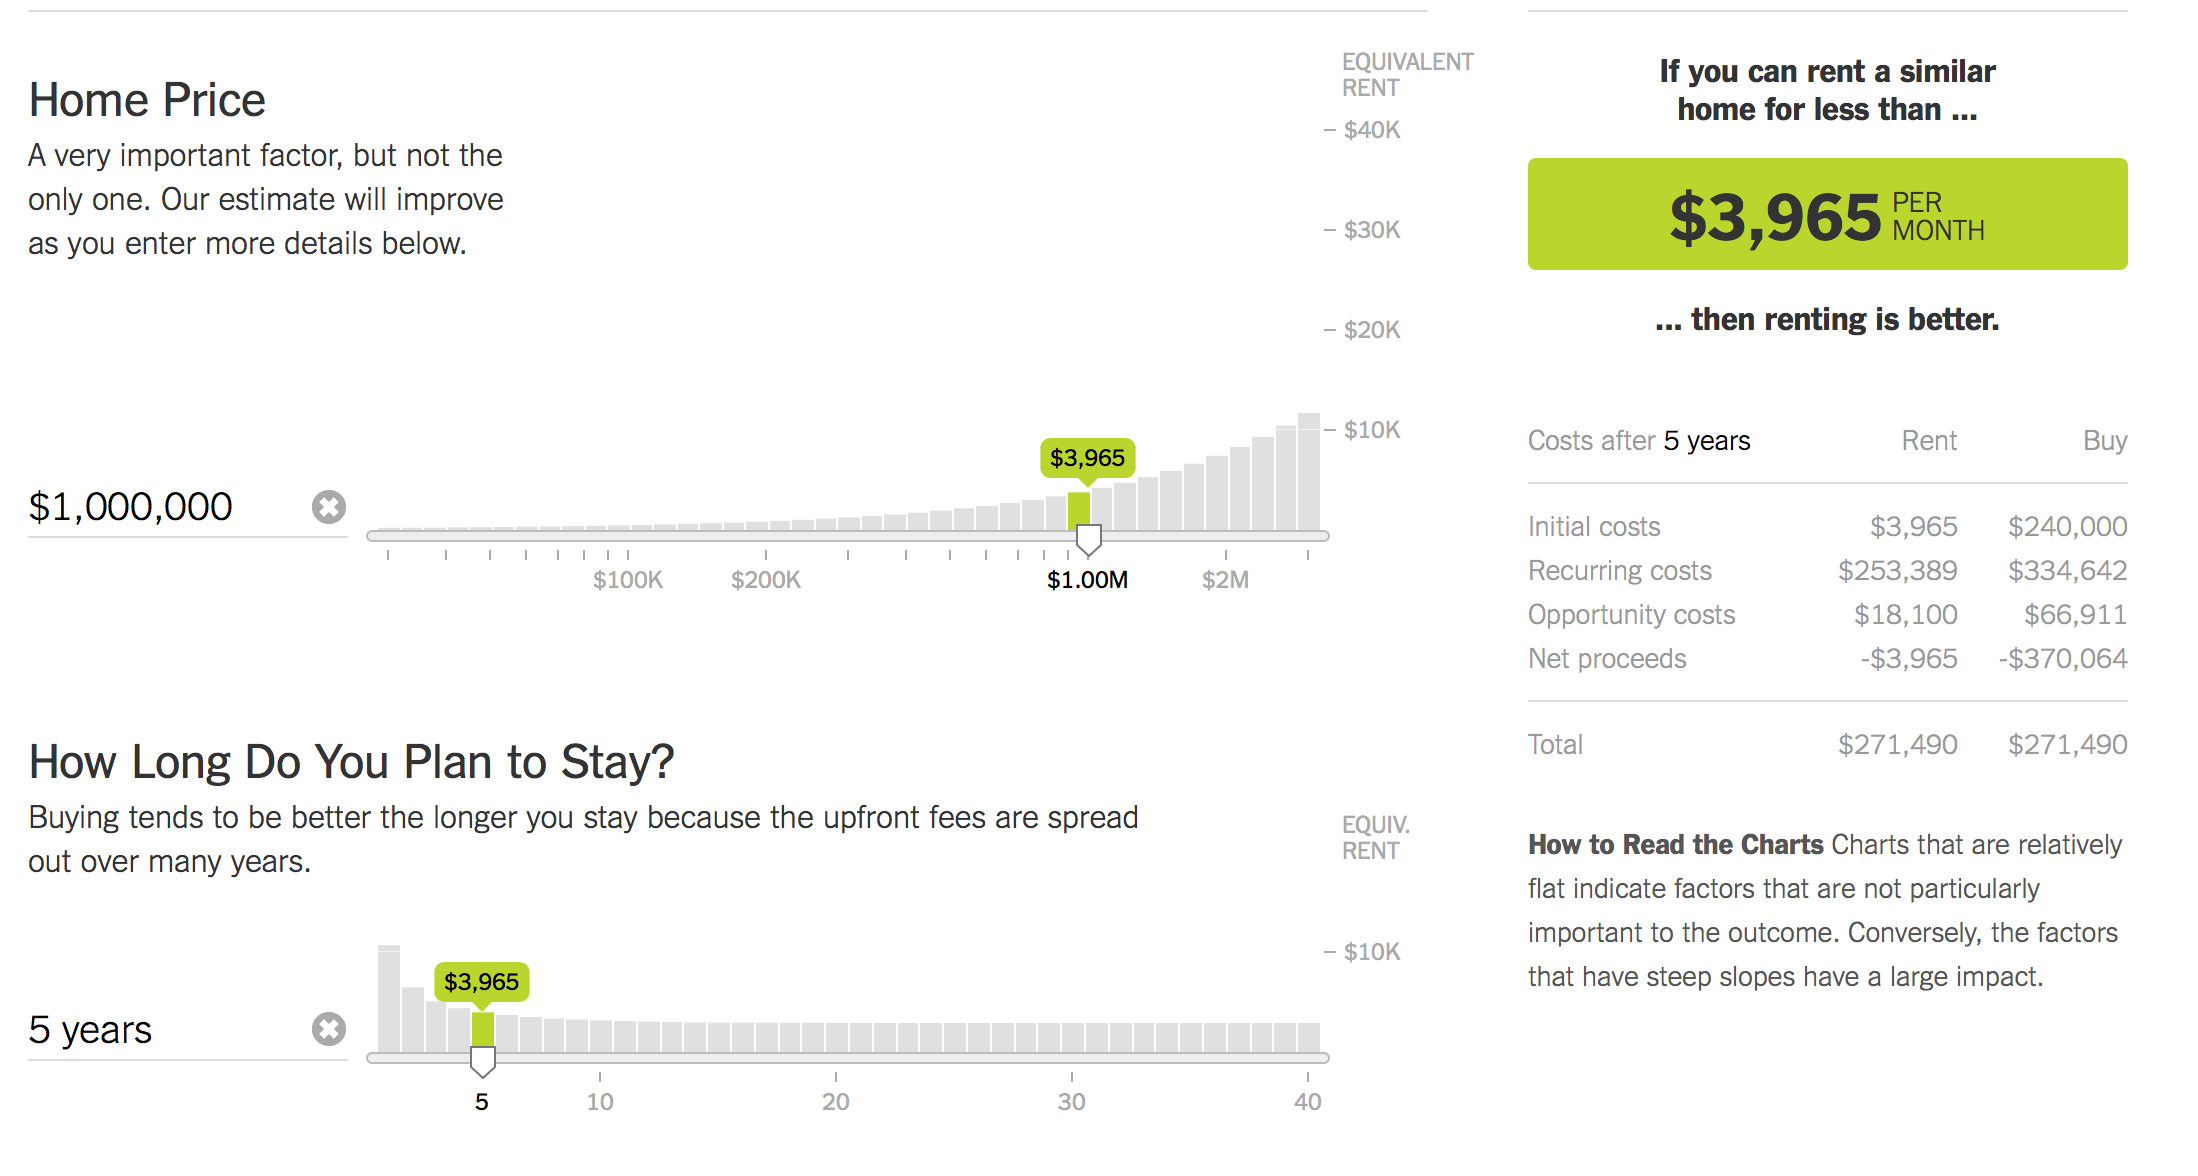 Home Price
A very important factor, but not the
only one. Our estimate will improve
as you enter more details below.
EQUIVALENT
RENT
$40K
$30K
$20K
$10K
$3,965
$1,000,000
$100K $200K $1.00M $2M
How Long Do You Plan to Stay?
Buying tends to be better the longer you stay because the upfront fees are spread
out over many years.
EQUIV.
RENT
$10K
$3,965
5 years
5 10 20 30 40
If you can rent a similar
home for less than ...
$3,965 PER
MONTH
... then renting is better.
Costs after 5 years Rent Buy
Initial costs $3,965 $240,000
Recurring costs $253,389 $334,642
Opportunity costs $18,100 $66,911
Net proceeds -$3,965 -$370,064
Total $271,490 $271,490
How to Read the Charts Charts that are relatively
flat indicate factors that are not particularly
important to the outcome. Conversely, the factors
that have steep slopes have a large impact.